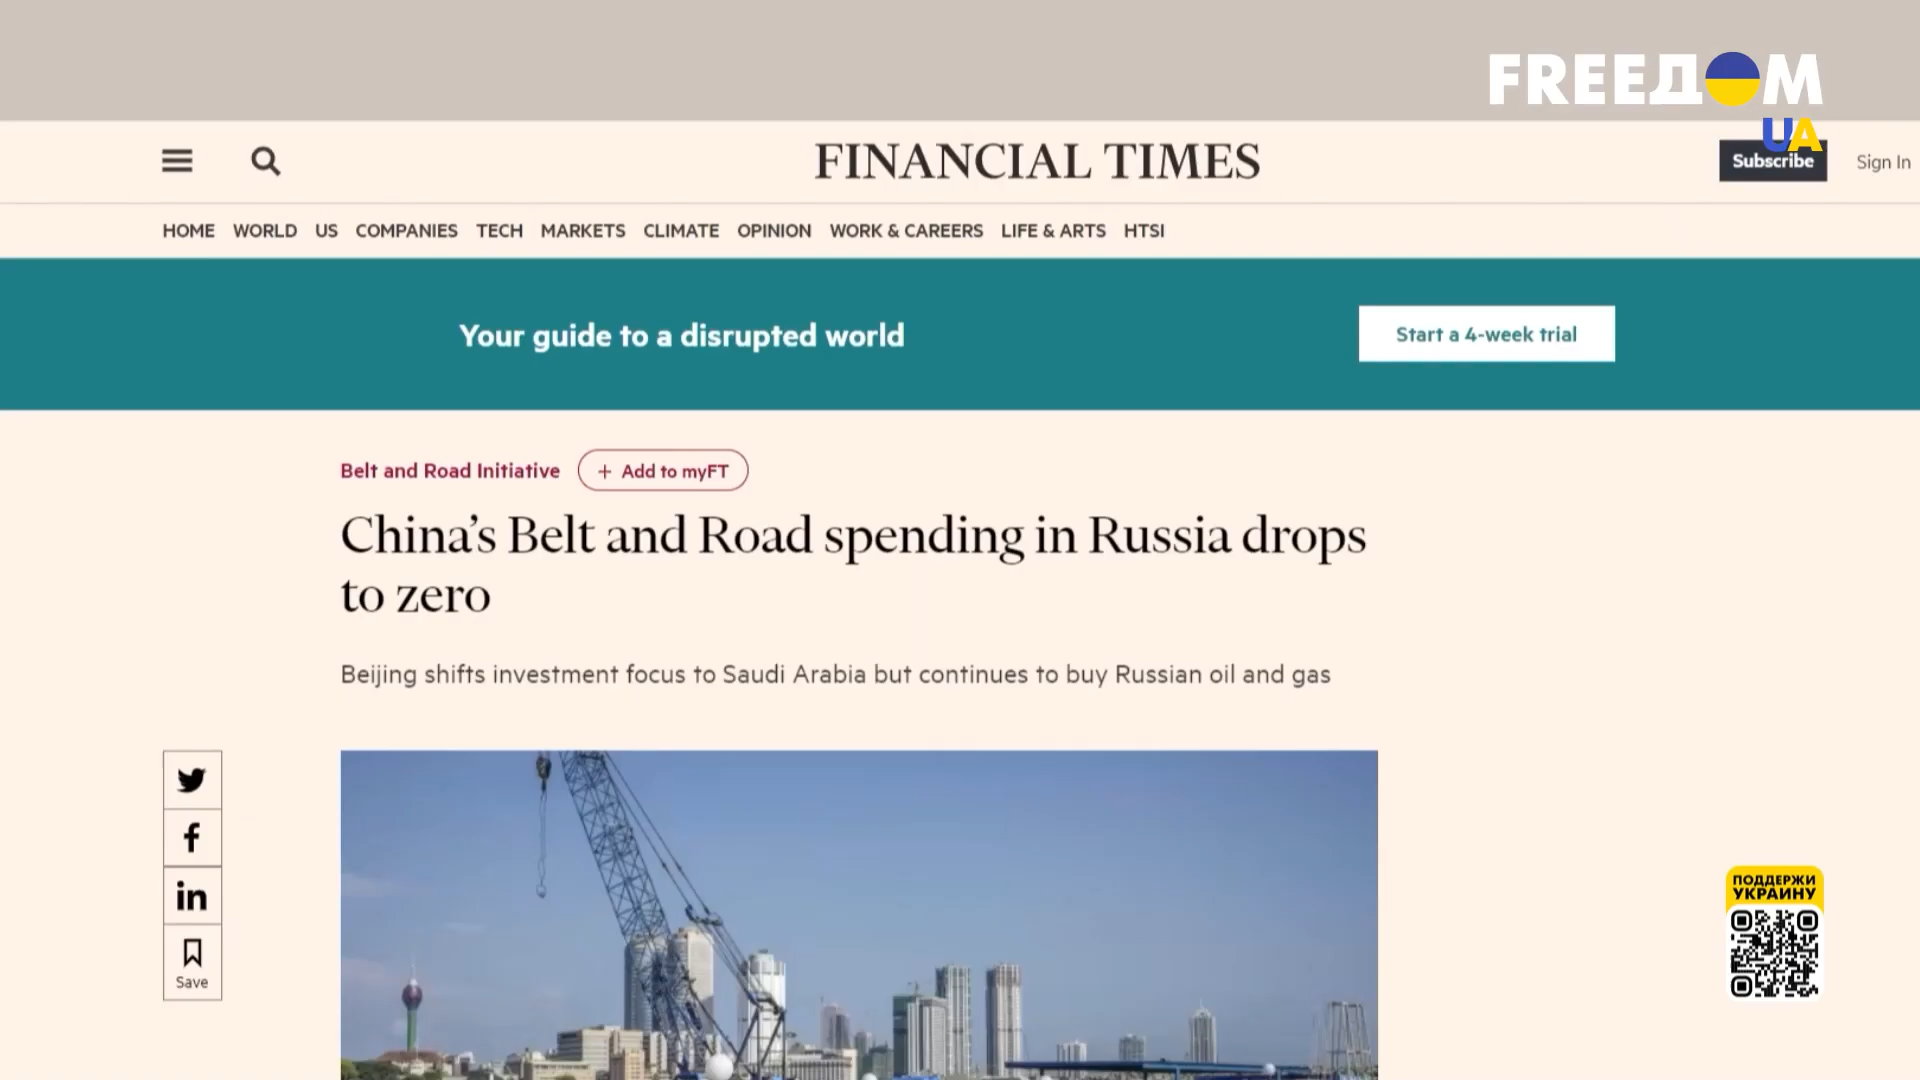 FREEДOM
UA
FINANCIAL TIMES
Subscribe
Sign In
HOME WORLD US COMPANIES TECH MARKETS CLIMATE OPINION WORK & CAREERS LIFE & ARTS HTSI
Your guide to a disrupted world
Start a 4-week trial
Belt and Road Initiative
+ Add to myFT
China’s Belt and Road spending in Russia drops
to zero
Beijing shifts investment focus to Saudi Arabia but continues to buy Russian oil and gas
Save
ПОДДЕРЖИ
УКРАИНУ